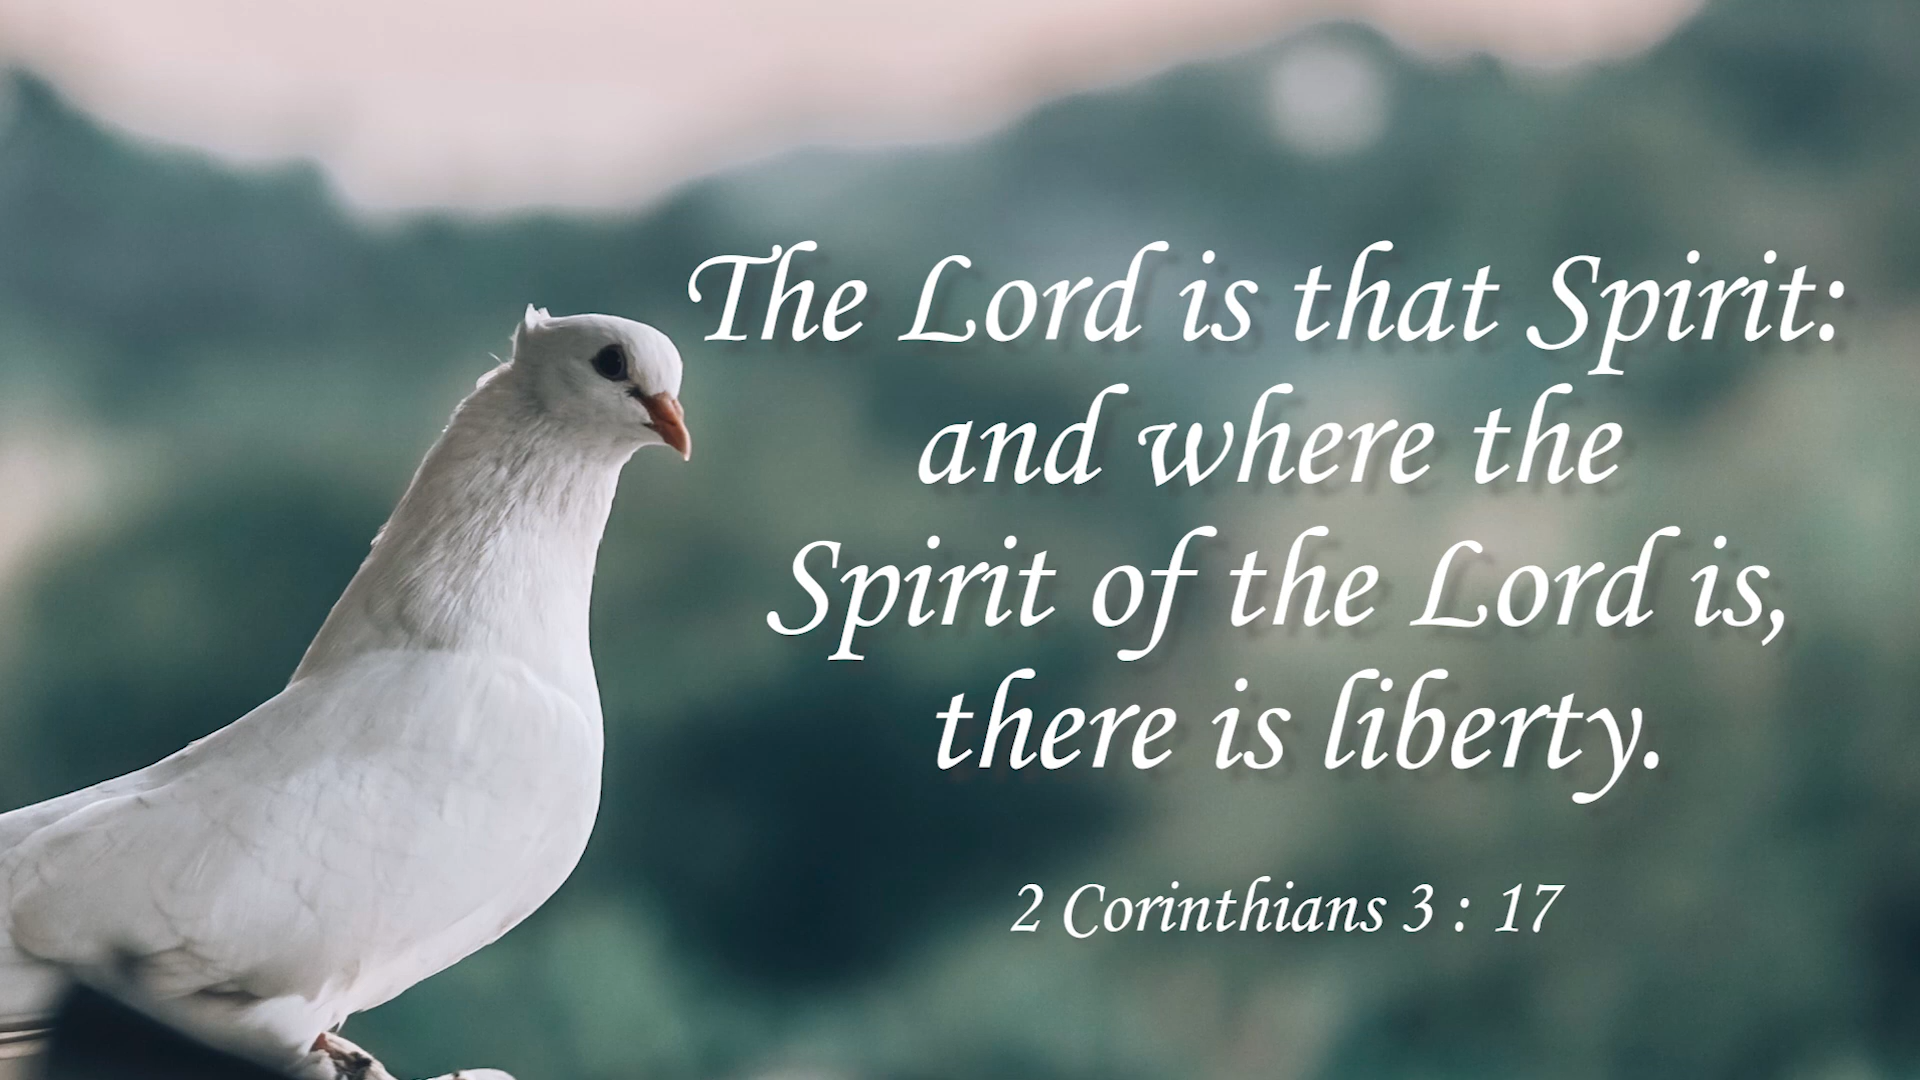 The Lord is that Spirit:
and where the
Spirit of the Lord is,
there is liberty.
2 Corinthians 3 : 17